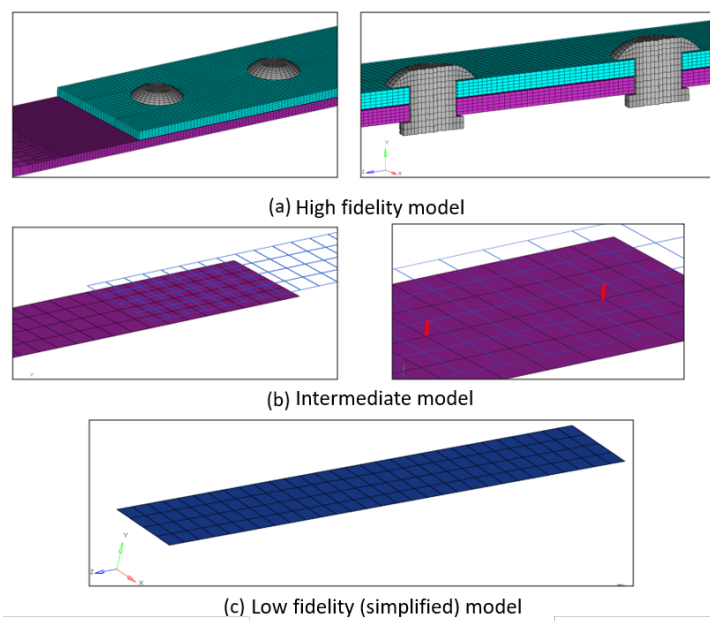 Y
Z
X
(a) High fidelity model
Y
Z
(b) Intermediate model
Y
Z
X
(c) Low fidelity (simplified) model